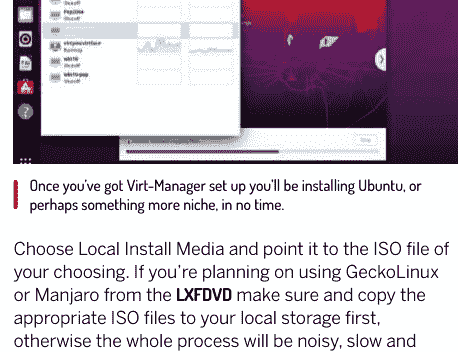 Once you've got Virt-Manager set up you'll be installing Ubuntu, or
perhaps something more niche, in no time.
Choose Local Install Media and point it to the ISO file of
your choosing. If you're planning on using GeckoLinux
or Manjaro from the LXFDVD make sure and copy the
appropriate ISO files to your local storage first,
otherwise the whole process will be noisy, slow and